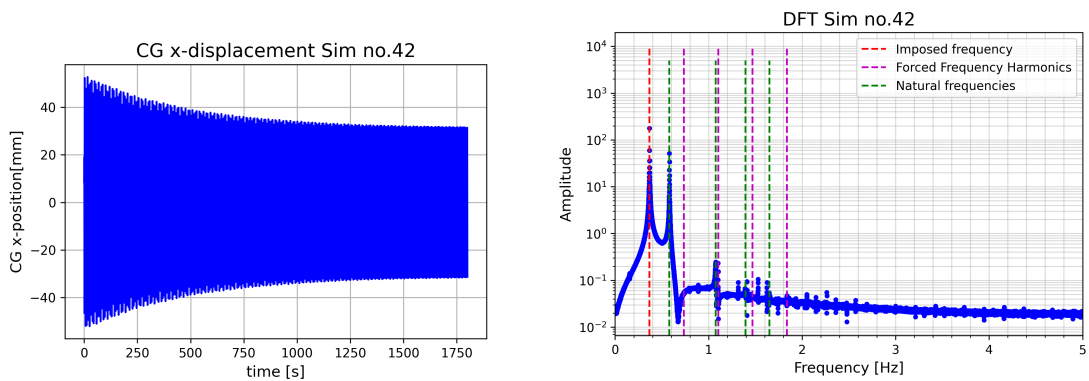 CG x-displacement Sim no.42
CG x-position[mm]
40
20
0
−20
−40
0
250
500
750
1000
1250
1500
1750
time [s]
DFT Sim no.42
Amplitude
10⁴
10³
10²
10¹
10⁰
10⁻¹
10⁻²
Imposed frequency
Forced Frequency Harmonics
Natural frequencies
0
1
2
3
4
5
Frequency [Hz]